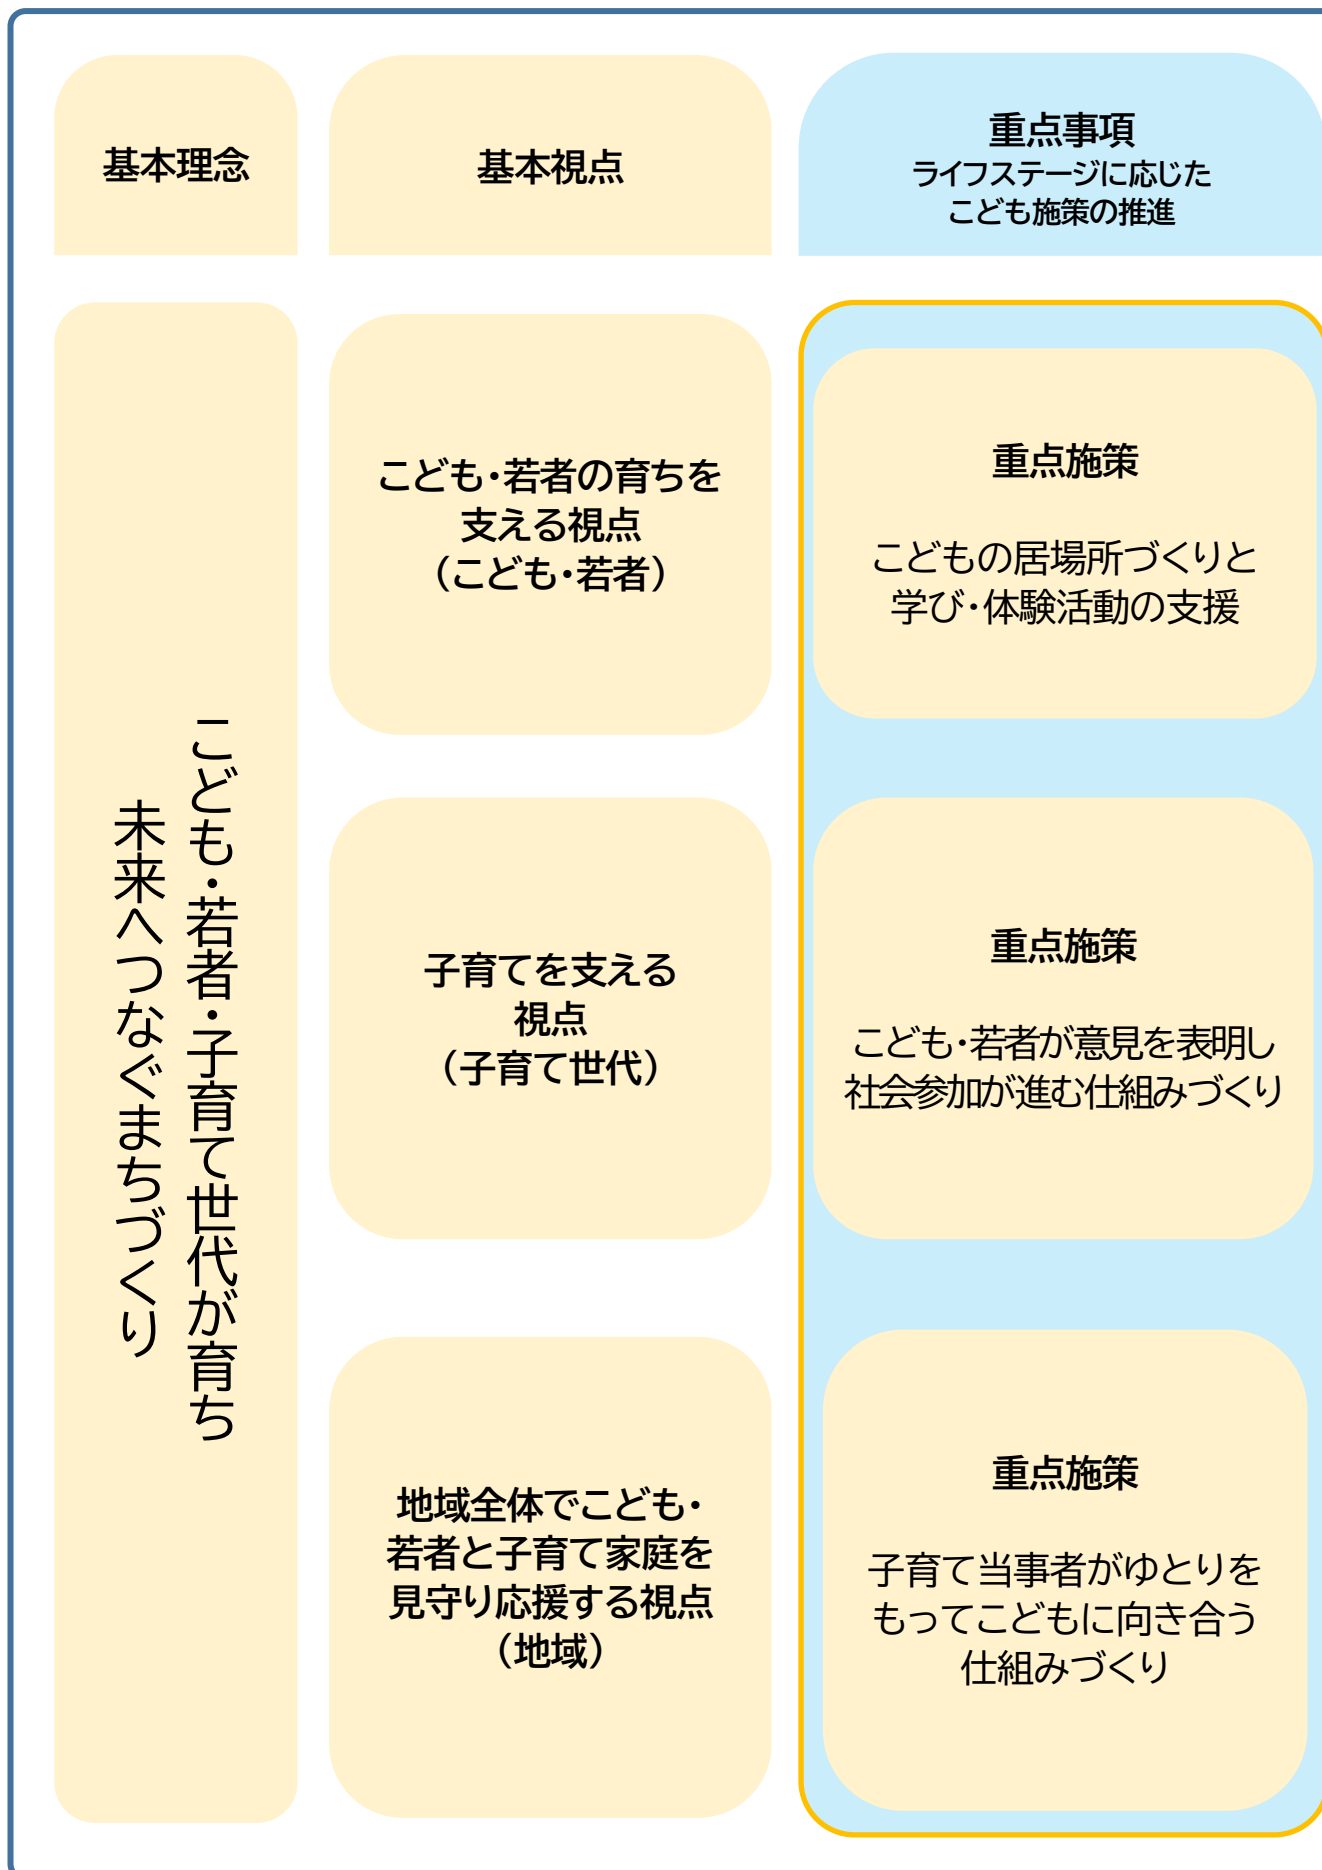 基本理念
基本視点
重点事項
ライフステージに応じた
こども施策の推進
こども・若者・子育て世代が育ち
未来へつなぐまちづくり
こども・若者の育ちを
支える視点
（こども・若者）
子育てを支える
視点
（子育て世代）
地域全体でこども・
若者と子育て家庭を
見守り応援する視点
（地域）
重点施策
こどもの居場所づくりと
学び・体験活動の支援
重点施策
こども・若者が意見を表明し
社会参加が進む仕組みづくり
重点施策
子育て当事者がゆとりを
もってこどもに向き合う
仕組みづくり